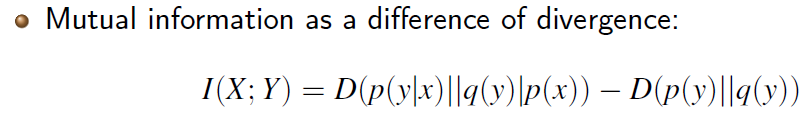 Mutual information as a difference of divergence:
I(X; Y) = D(p(y|x)||q(y)|p(x)) − D(p(y)||q(y))